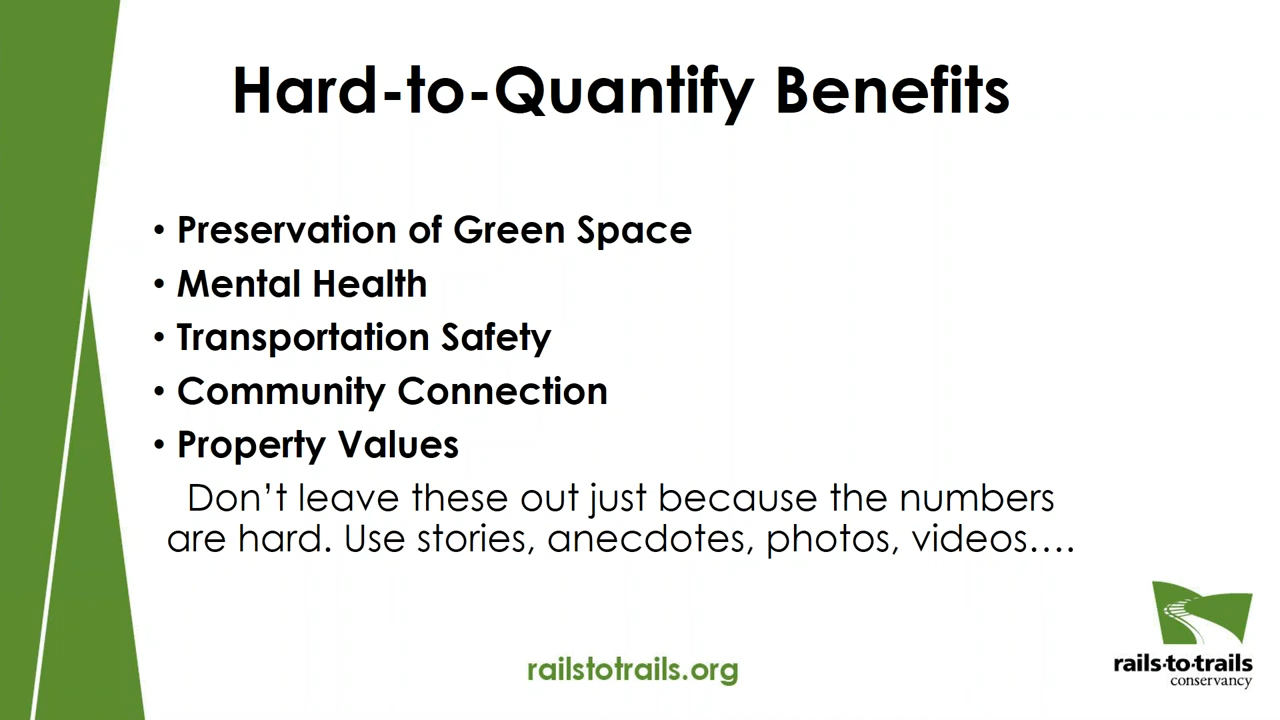 Hard-to-Quantify Benefits
• Preservation of Green Space
• Mental Health
• Transportation Safety
• Community Connection
• Property Values
Don’t leave these out just because the numbers
are hard. Use stories, anecdotes, photos, videos….
railstotrails.org
rails·to·trails
conservancy